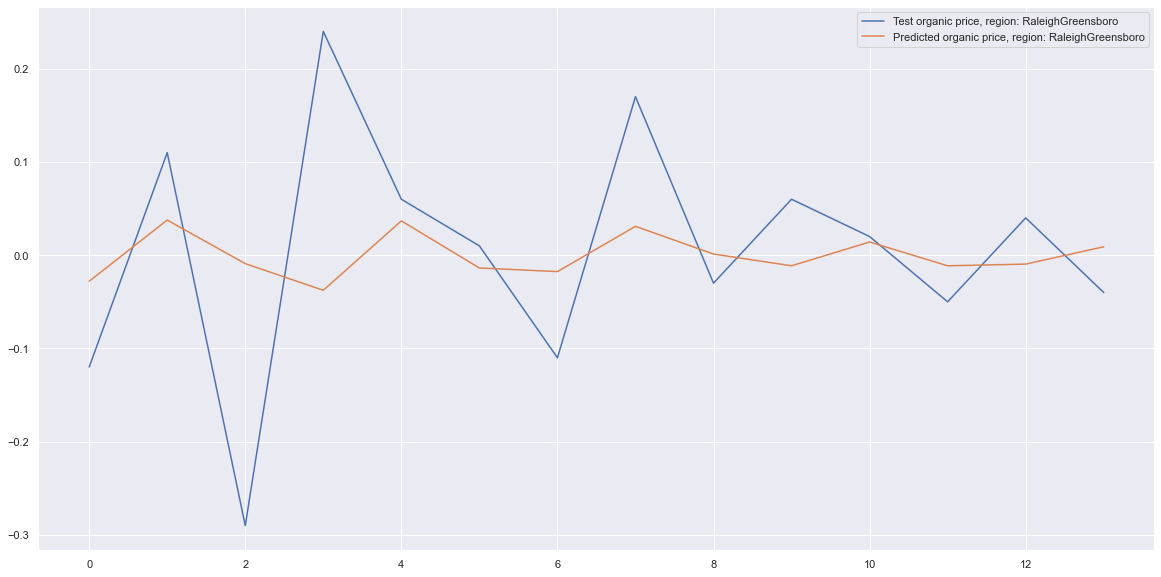 Test organic price, region: RaleighGreensboro
Predicted organic price, region: RaleighGreensboro
0.2
0.1
0.0
−0.1
−0.2
−0.3
0 2 4 6 8 10 12